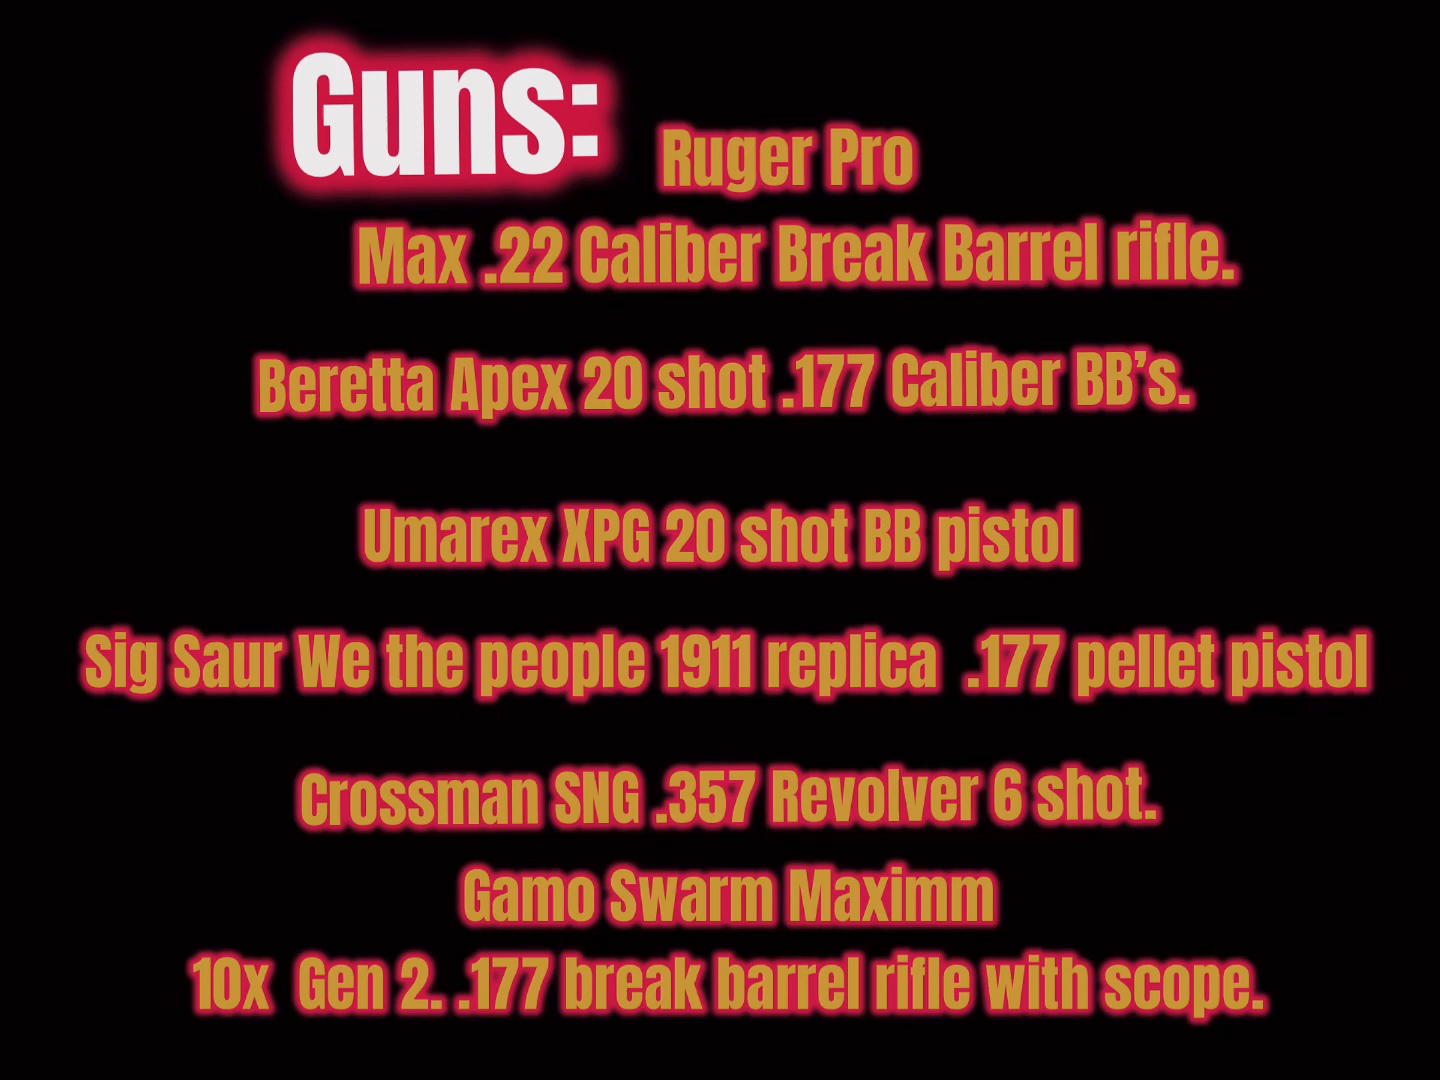 Guns:
Ruger Pro
Max .22 Caliber Break Barrel rifle.
Beretta Apex 20 shot .177 Caliber BB’s.
Umarex XPG 20 shot BB pistol
Sig Saur We the people 1911 replica .177 pellet pistol
Crossman SNG .357 Revolver 6 shot.
Gamo Swarm Maximm
10x Gen 2. .177 break barrel rifle with scope.